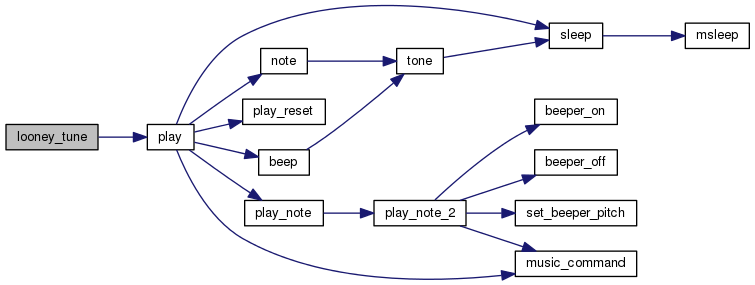 looney_tune
play
note
play_reset
beep
play_note
tone
play_note_2
sleep
beeper_on
beeper_off
set_beeper_pitch
music_command
msleep